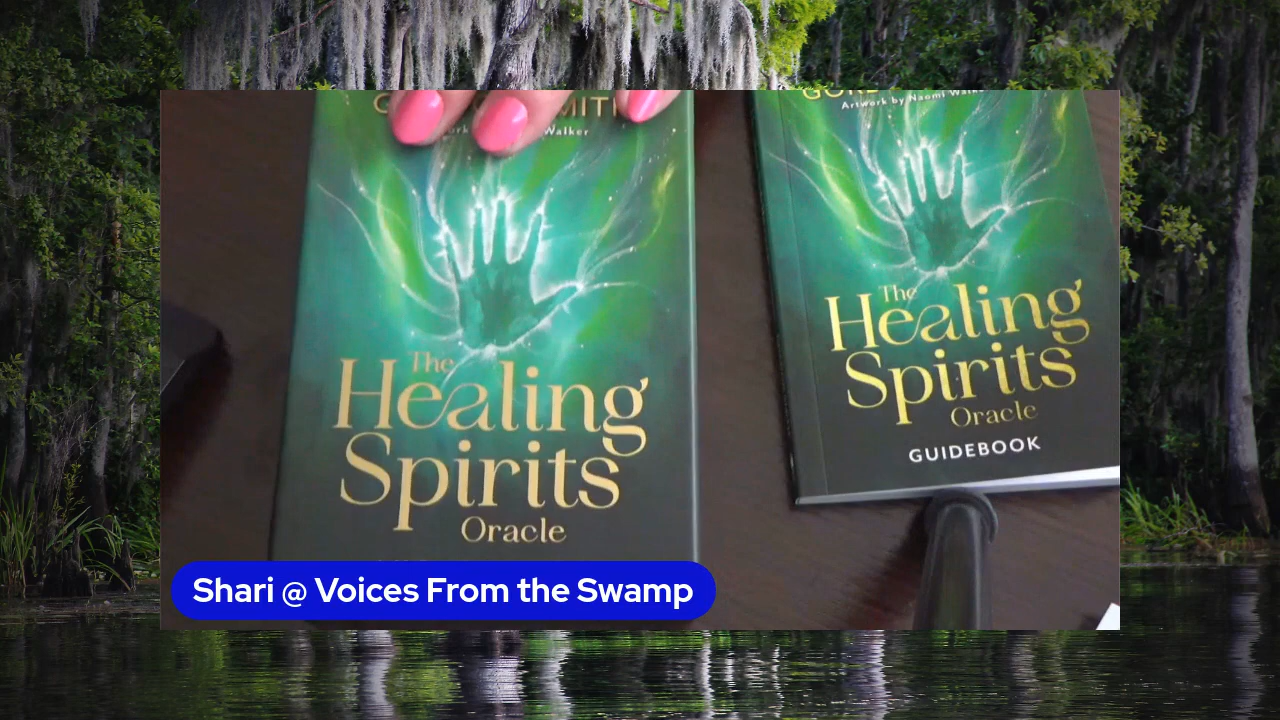 Walker
The
Healing
Spirits
Oracle
Artwork by Naomi
The
Healing
Spirits
Oracle
GUIDEBOOK
Shari @ Voices From the Swamp